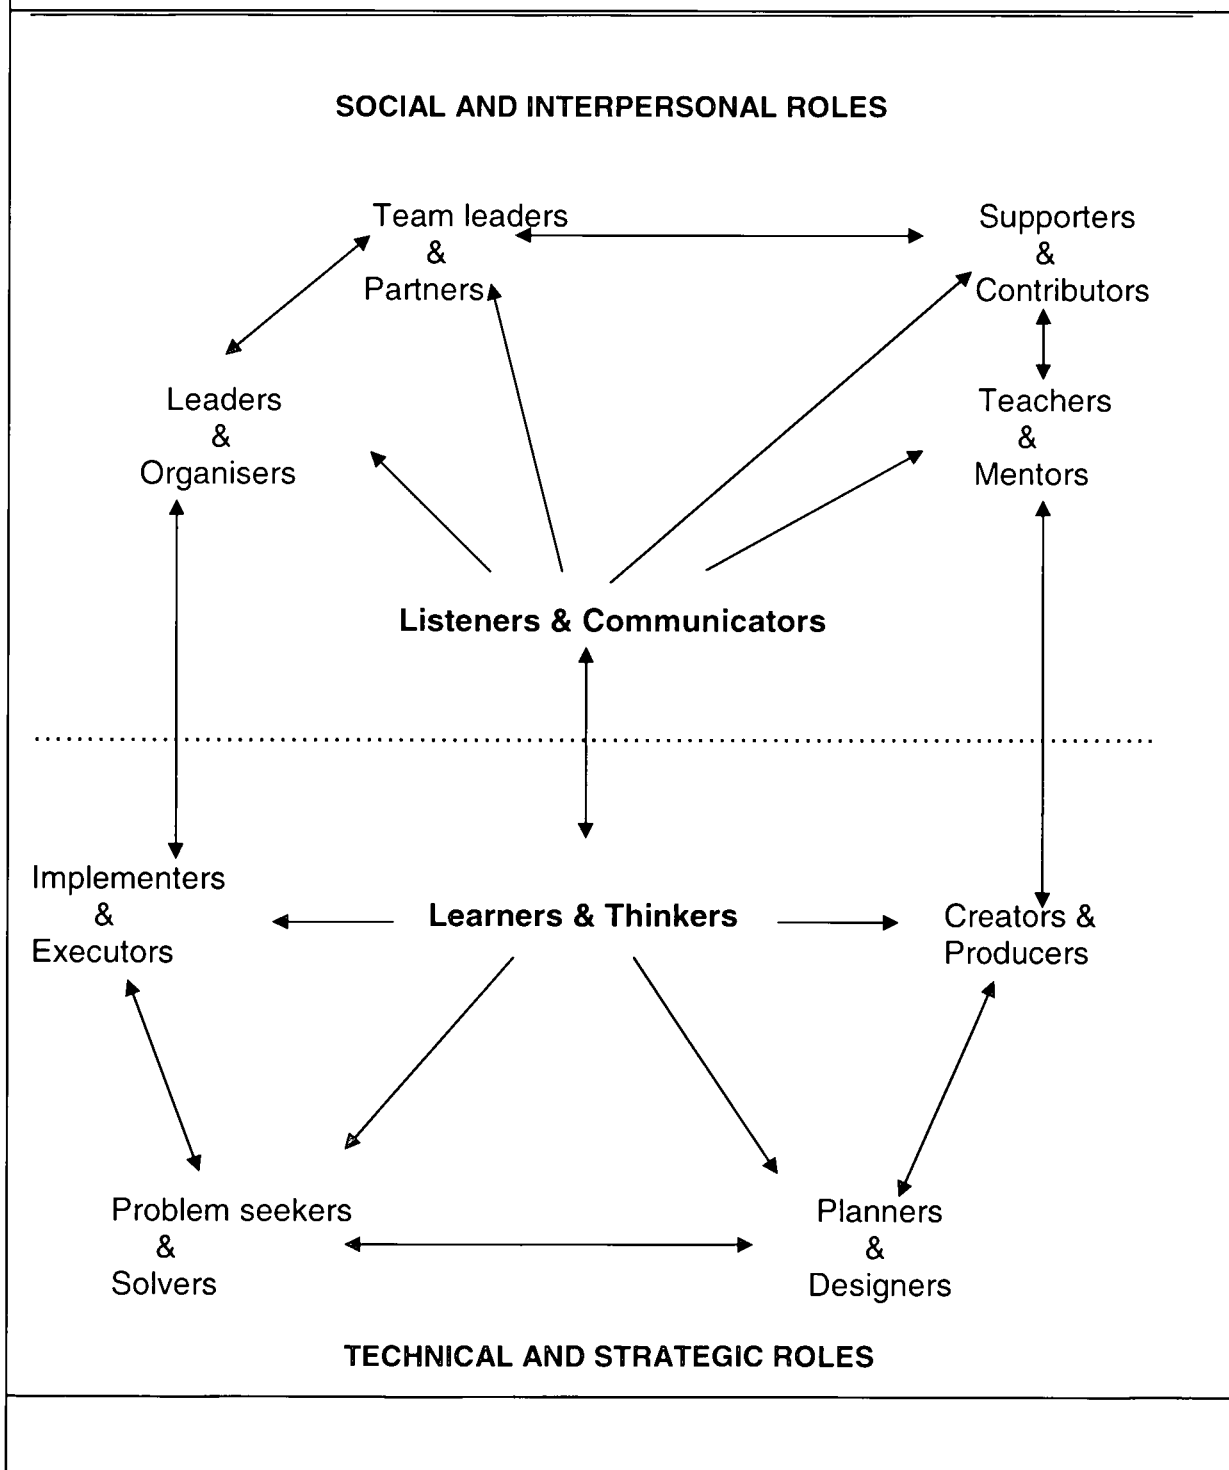 SOCIAL AND INTERPERSONAL ROLES
Team leaders
&
Partners
Supporters
&
Contributors
Leaders
&
Organisers
Teachers
&
Mentors
Listeners & Communicators
Implementers
&
Executors
Learners & Thinkers
Creators &
Producers
Problem seekers
&
Solvers
Planners
&
Designers
TECHNICAL AND STRATEGIC ROLES